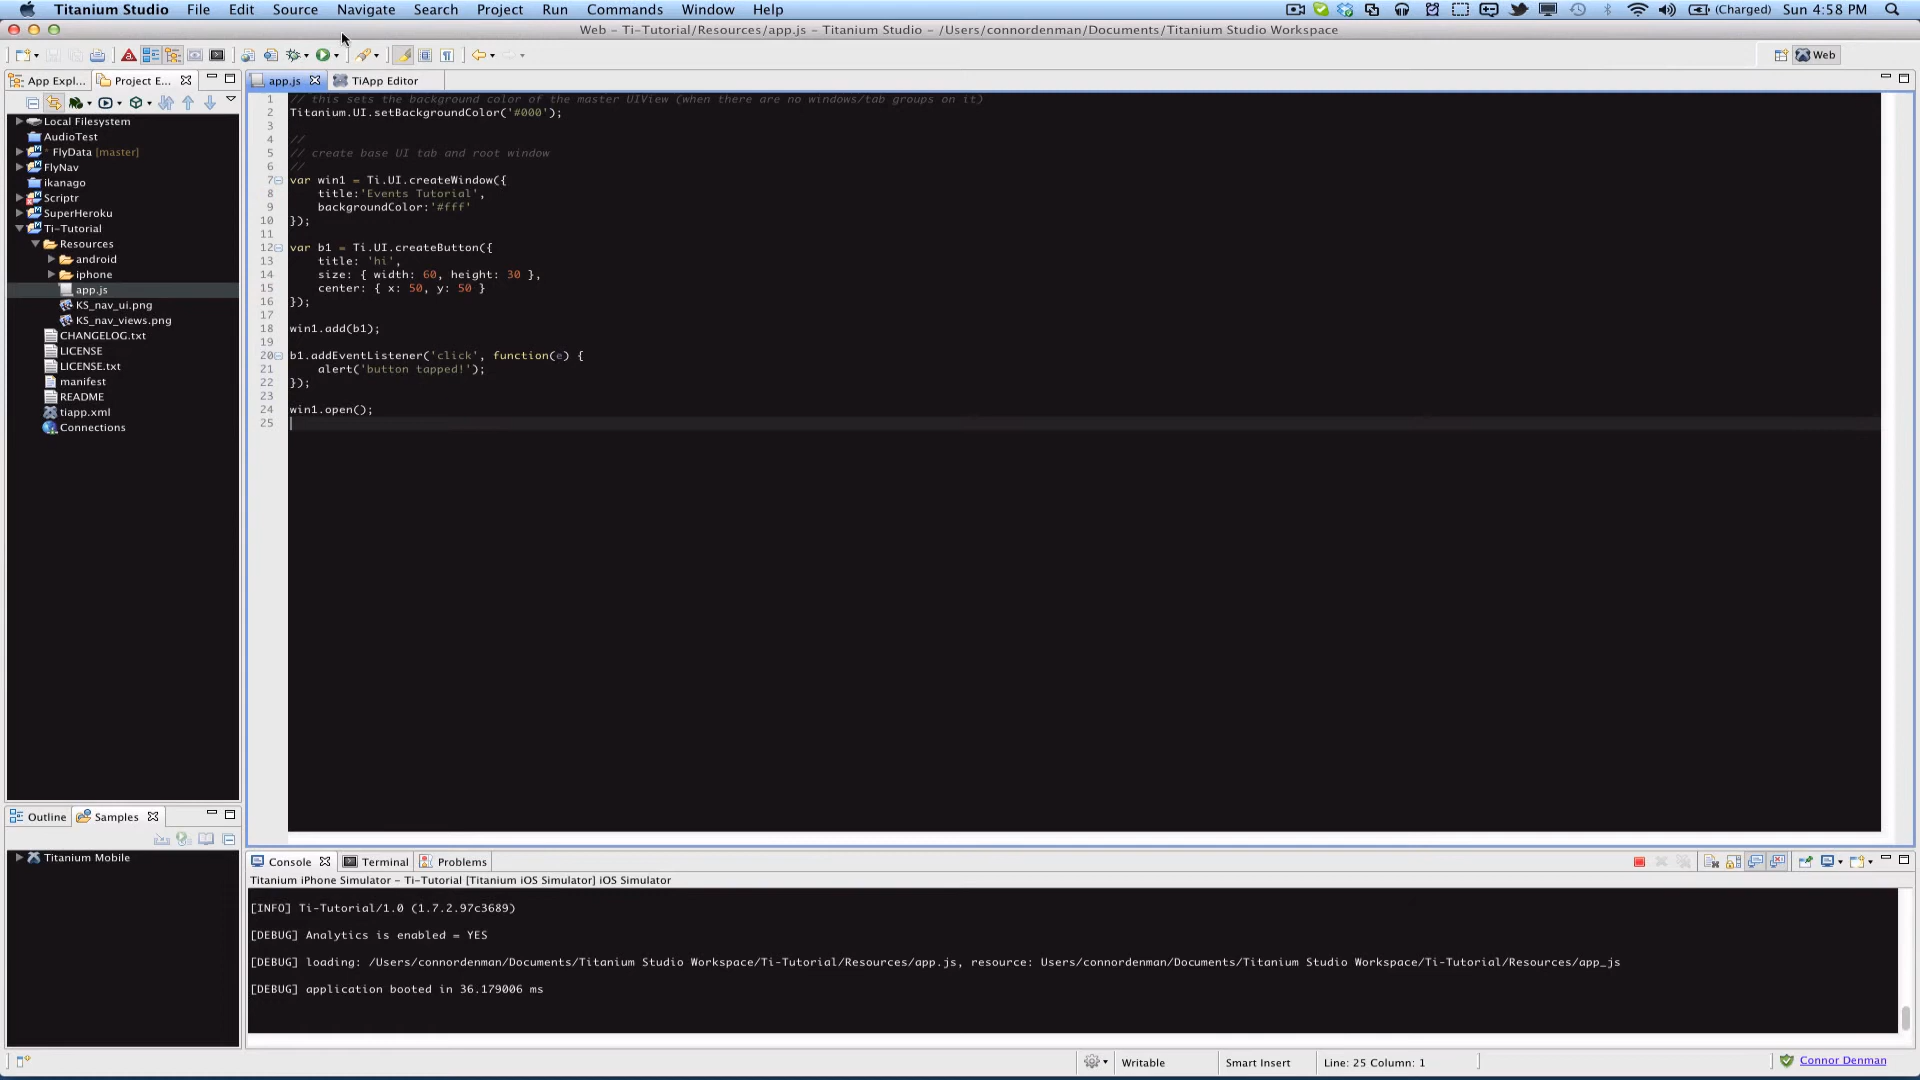 Titanium Studio File Edit Source Navigate Search Project Run Commands Window Help (Charged) Sun 4:58 PM
Web – Ti-Tutorial/Resources/app.js – Titanium Studio – /Users/connordenman/Documents/Titanium Studio Workspace
Web
App Expl... Project E... app.js TiApp Editor
Local Filesystem
AudioTest
* FlyData [master]
FlyNav
ikanago
Scriptr
SuperHeroku
Ti-Tutorial
Resources
android
iphone
app.js
KS_nav_ui.png
KS_nav_views.png
CHANGELOG.txt
LICENSE
LICENSE.txt
manifest
README
tiapp.xml
Connections
1 // this sets the background color of the master UIView (when there are no windows/tab groups on it)
2 Titanium.UI.setBackgroundColor('#000');
3
4 //
5 // create base UI tab and root window
6 //
7 var win1 = Ti.UI.createWindow({
8 title:'Events Tutorial',
9 backgroundColor:'#fff'
10 });
11
12 var b1 = Ti.UI.createButton({
13 title: 'hi',
14 size: { width: 60, height: 30 },
15 center: { x: 50, y: 50 }
16 });
17
18 win1.add(b1);
19
20 b1.addEventListener('click', function(e) {
21 alert('button tapped!');
22 });
23
24 win1.open();
25
Outline Samples
Titanium Mobile
Console Terminal Problems
Titanium iPhone Simulator – Ti-Tutorial [Titanium iOS Simulator] iOS Simulator
[INFO] Ti-Tutorial/1.0 (1.7.2.97c3689)
[DEBUG] Analytics is enabled = YES
[DEBUG] loading: /Users/connordenman/Documents/Titanium Studio Workspace/Ti-Tutorial/Resources/app.js, resource: Users/connordenman/Documents/Titanium Studio Workspace/Ti-Tutorial/Resources/app_js
[DEBUG] application booted in 36.179006 ms
Writable Smart Insert Line: 25 Column: 1 Connor Denman